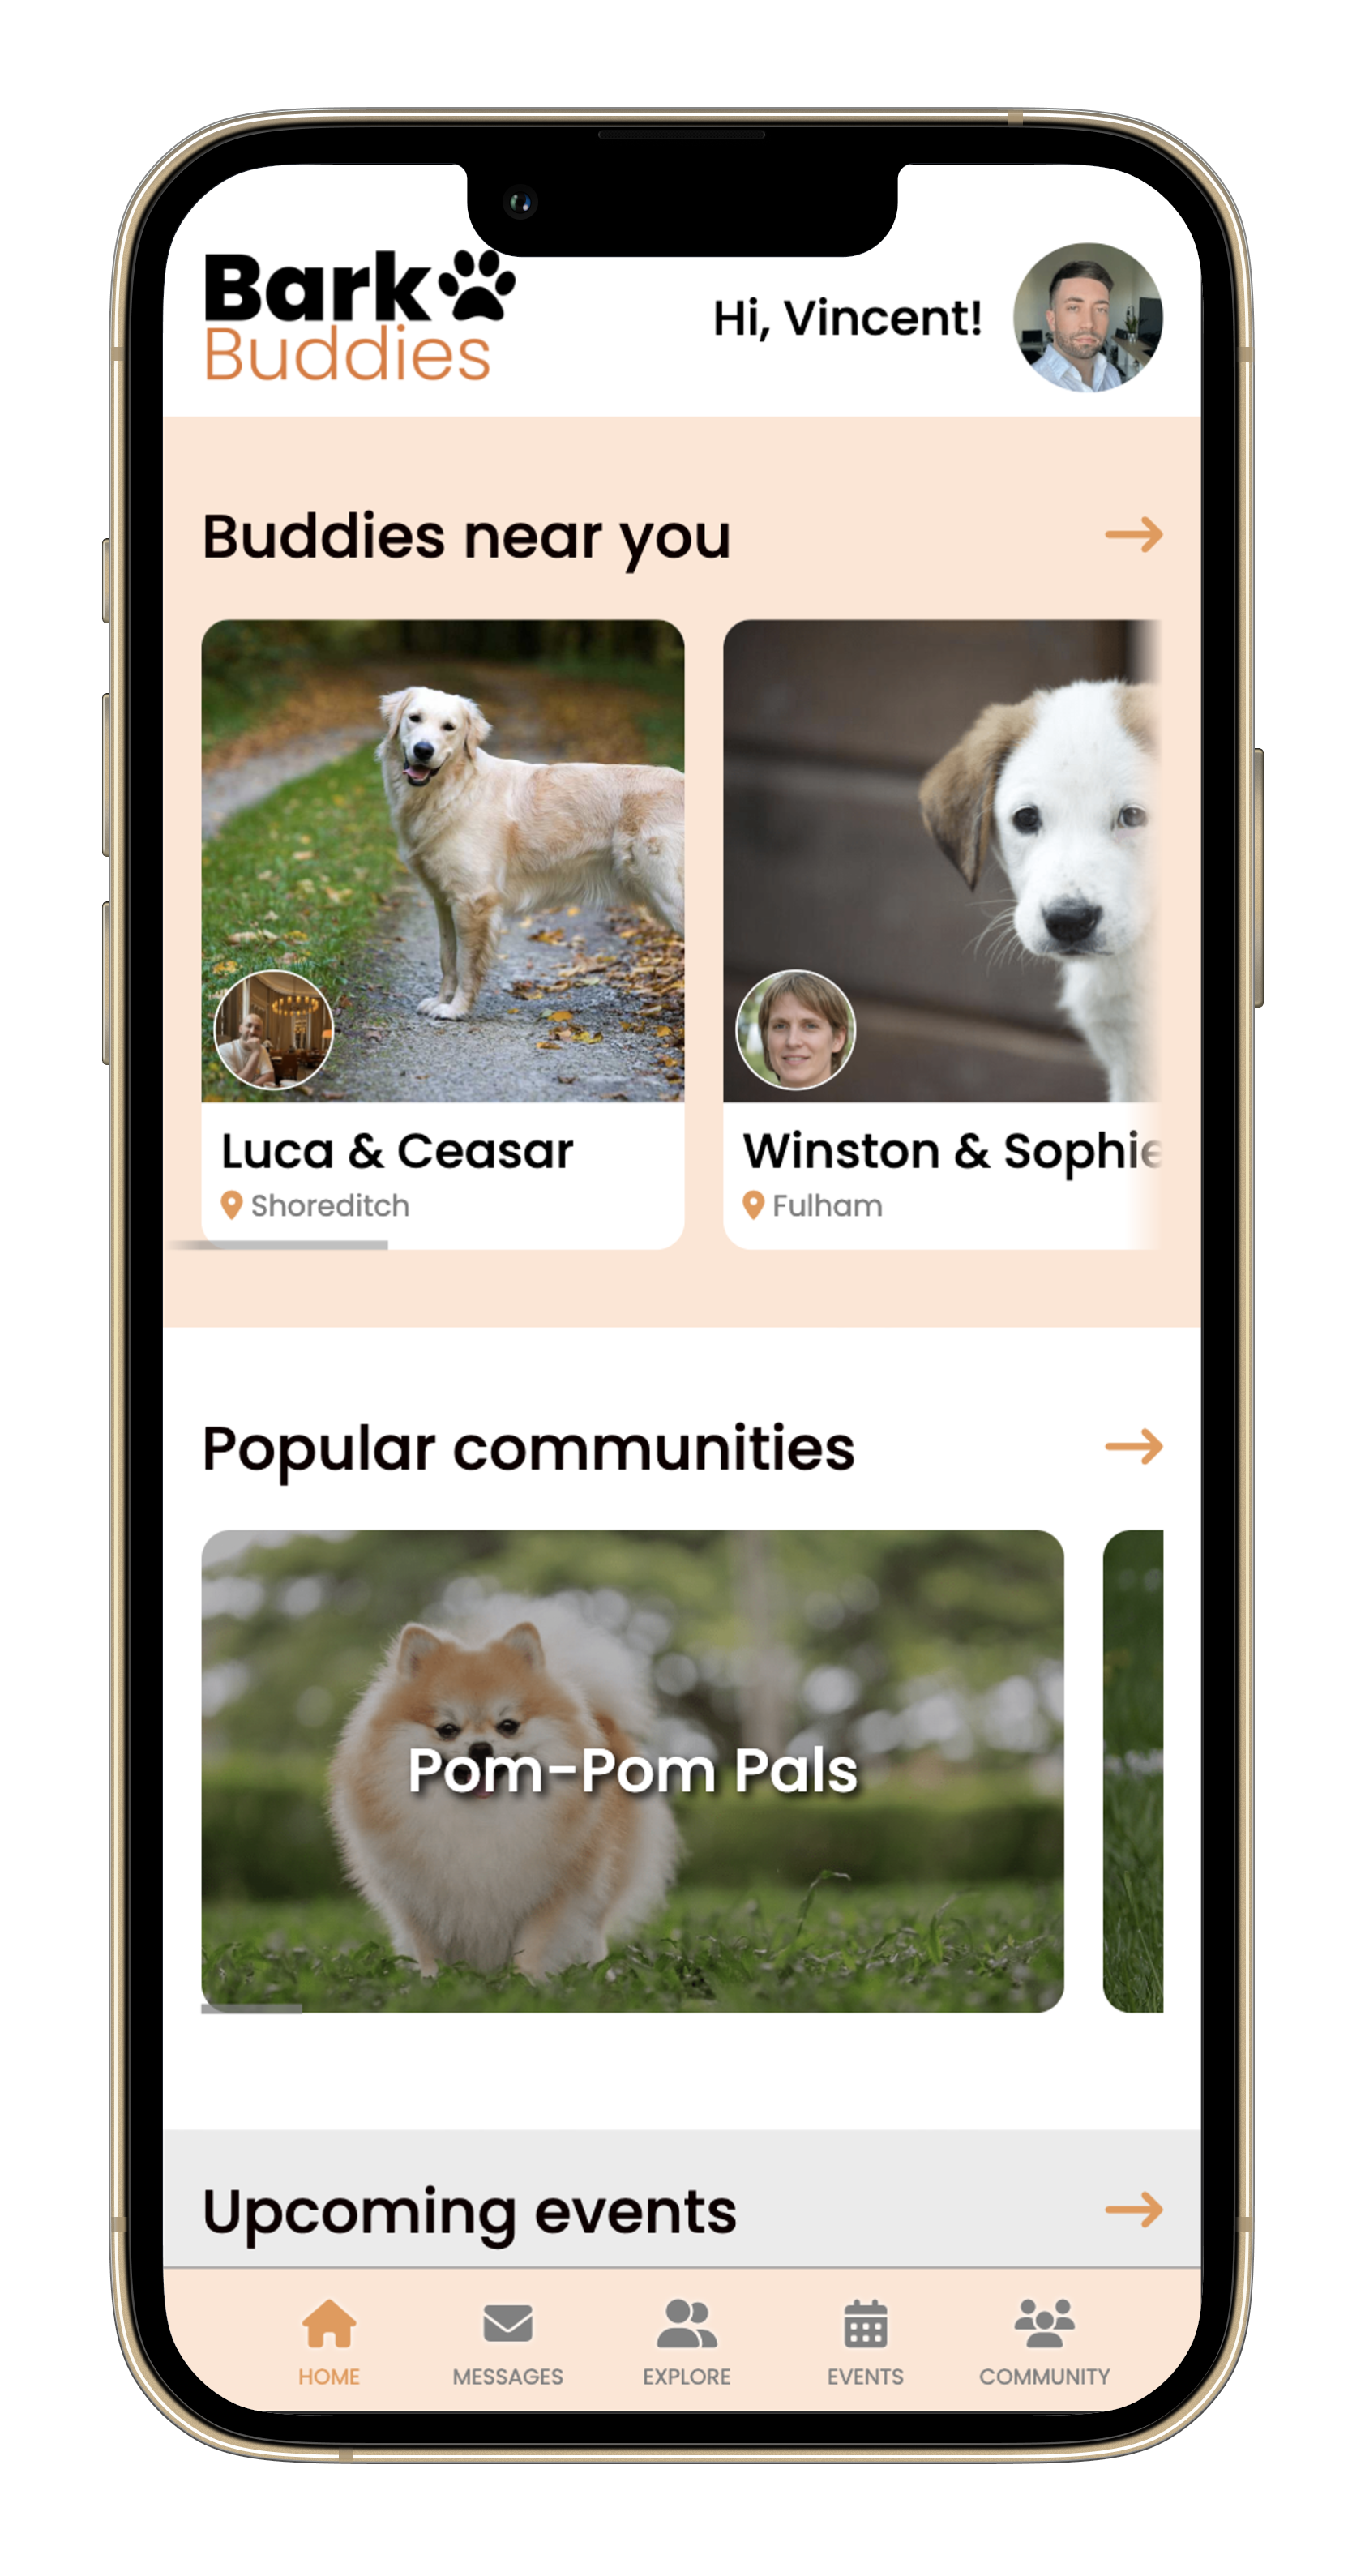 Bark
Buddies
Hi, Vincent!
Buddies near you
Luca & Ceasar
Shoreditch
Winston & Sophie
Fulham
Popular communities
Pom-Pom Pals
Upcoming events
HOME
MESSAGES
EXPLORE
EVENTS
COMMUNITY